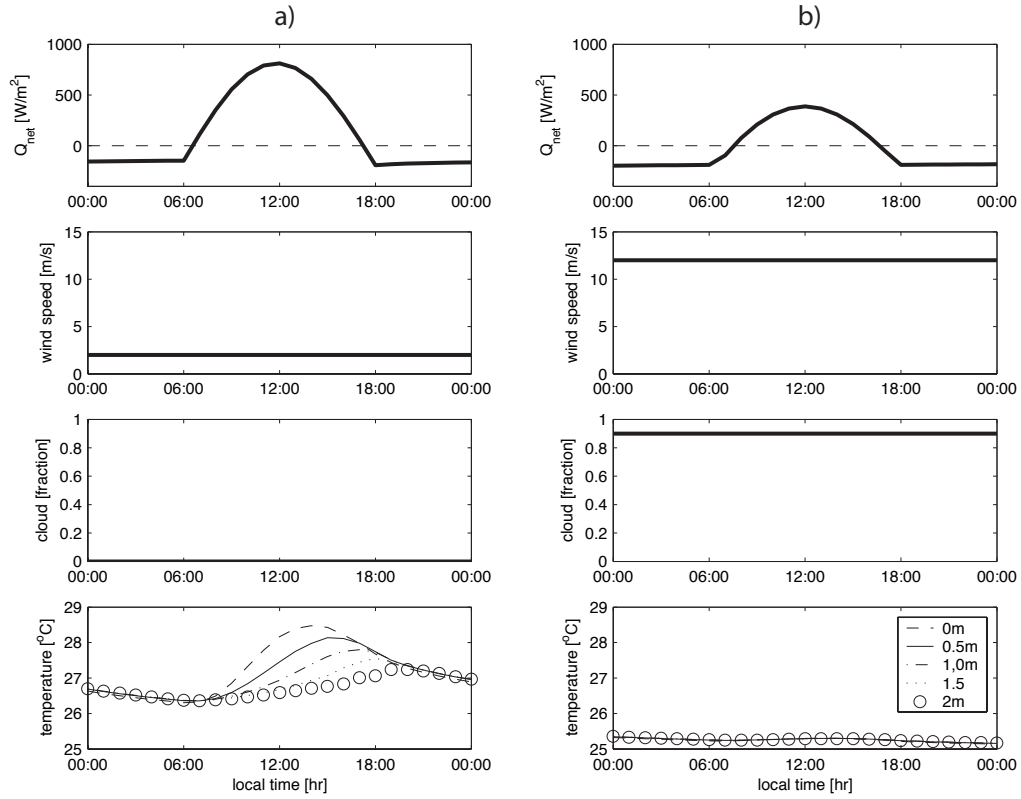 a)
1000
500
0
Q_net [W/m²]
00:00 06:00 12:00 18:00 00:00
15
10
5
0
wind speed [m/s]
00:00 06:00 12:00 18:00 00:00
1
0.8
0.6
0.4
0.2
0
cloud [fraction]
00:00 06:00 12:00 18:00 00:00
29
28
27
26
25
temperature [°C]
00:00 06:00 12:00 18:00 00:00
local time [hr]
b)
1000
500
0
Q_net [W/m²]
00:00 06:00 12:00 18:00 00:00
15
10
5
0
wind speed [m/s]
00:00 06:00 12:00 18:00 00:00
1
0.8
0.6
0.4
0.2
0
cloud [fraction]
00:00 06:00 12:00 18:00 00:00
29
28
27
26
25
temperature [°C]
0m
0.5m
1,0m
1.5
2m
00:00 06:00 12:00 18:00 00:00
local time [hr]